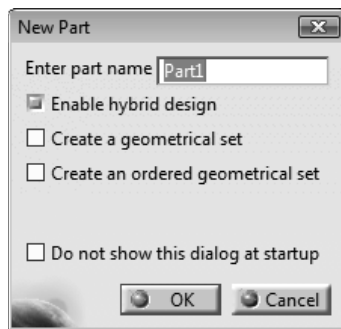 New Part
Enter part name Part1
Enable hybrid design
Create a geometrical set
Create an ordered geometrical set
Do not show this dialog at startup
OK Cancel